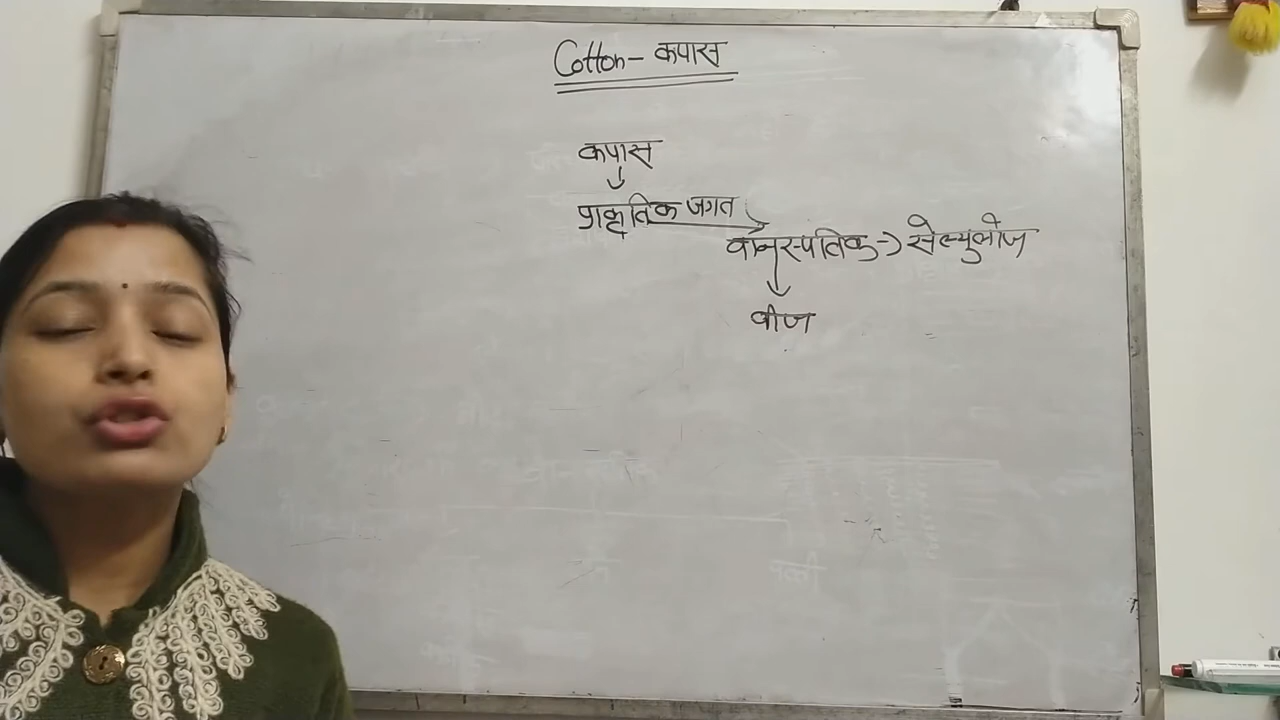 Cotton - कपास
कपास
प्राकृतिक जगत
वानस्पतिक → सेल्युलोज
बीज